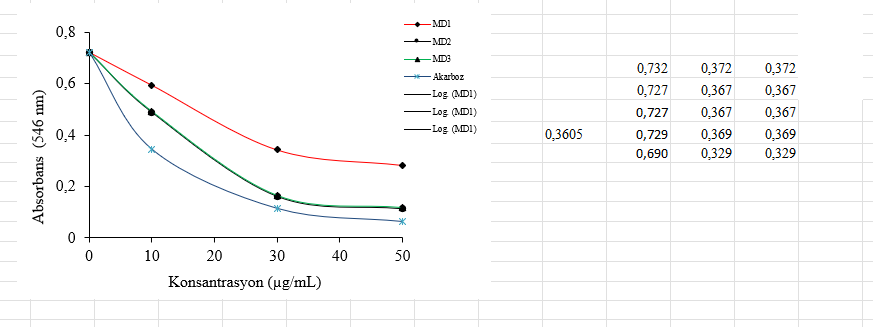 MD1
MD2
MD3
Akarboz
Log. (MD1)
Log. (MD1)
Log. (MD1)
Absorbans (546 nm)
0,8
0,6
0,4
0,2
0
0 10 20 30 40 50
Konsantrasyon (µg/mL)
0,732 0,372 0,372
0,727 0,367 0,367
0,727 0,367 0,367
0,3605 0,729 0,369 0,369
0,690 0,329 0,329